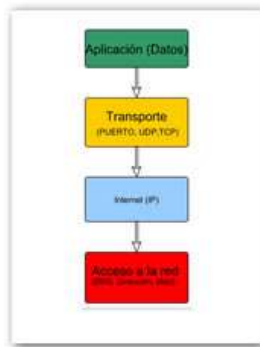 Aplicación (Datos)
Transporte
(PUERTO, UDP,TCP)
Internet (IP)
Acceso a la red